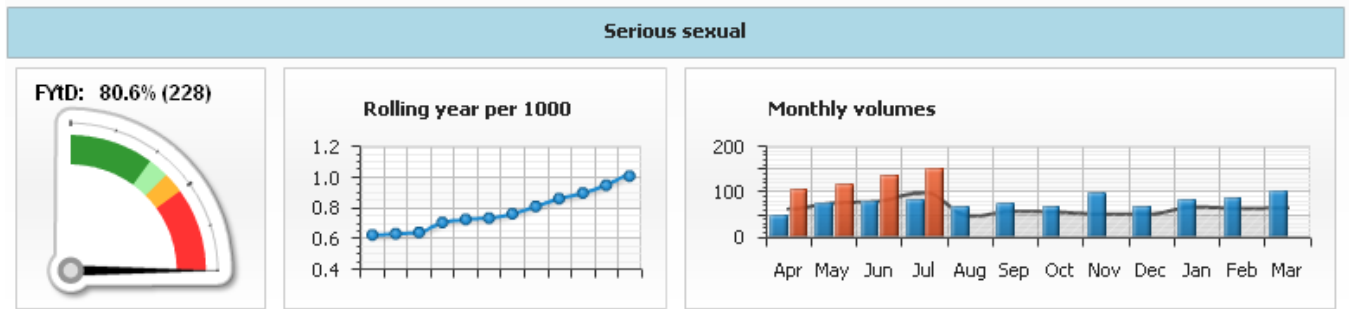 Serious sexual
FYtD: 80.6% (228)
Rolling year per 1000
1.2
1.0
0.8
0.6
0.4
Monthly volumes
200
100
0
Apr May Jun Jul Aug Sep Oct Nov Dec Jan Feb Mar